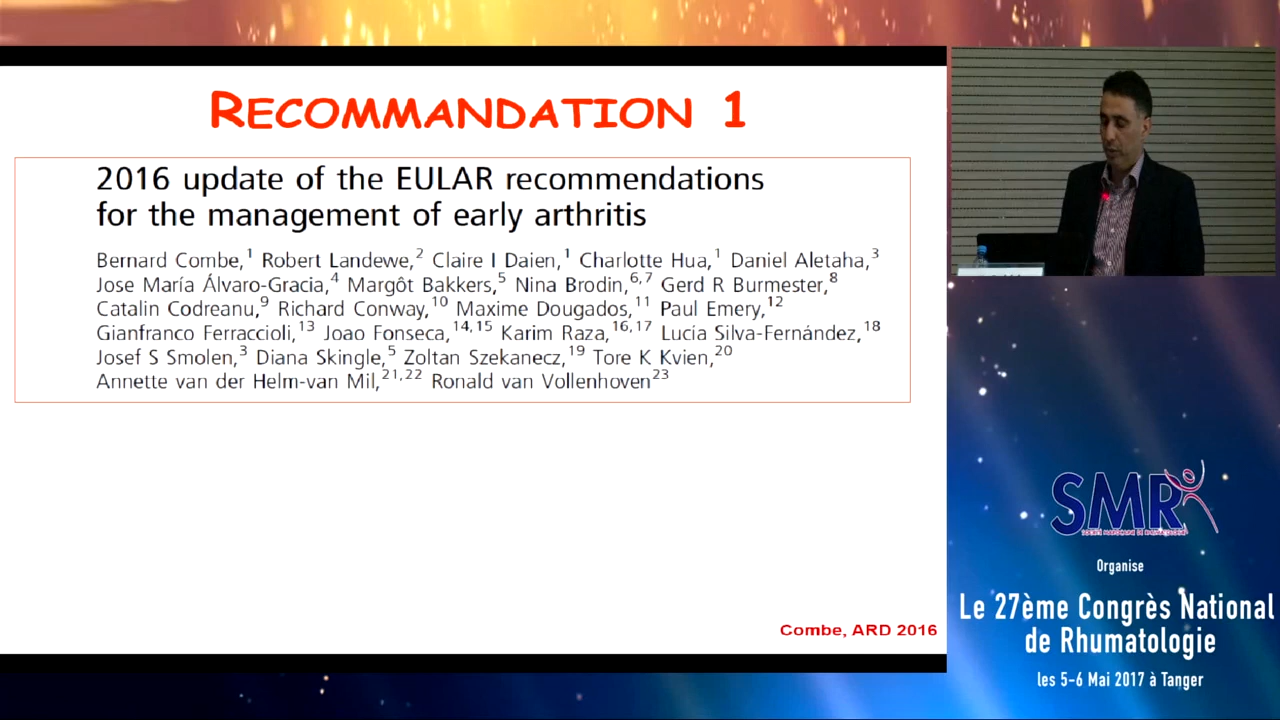 RECOMMANDATION 1
2016 update of the EULAR recommendations
for the management of early arthritis
Bernard Combe,1 Robert Landewe,2 Claire I Daien,1 Charlotte Hua,1 Daniel Aletaha,3
Jose María Álvaro-Gracia,4 Margôt Bakkers,5 Nina Brodin,6,7 Gerd R Burmester,8
Catalin Codreanu,9 Richard Conway,10 Maxime Dougados,11 Paul Emery,12
Gianfranco Ferraccioli,13 Joao Fonseca,14,15 Karim Raza,16,17 Lucía Silva-Fernández,18
Josef S Smolen,3 Diana Skingle,5 Zoltan Szekanecz,19 Tore K Kvien,20
Annette van der Helm-van Mil,21,22 Ronald van Vollenhoven23
Combe, ARD 2016
SMR
SOCIÉTÉ MAROCAINE DE RHUMATOLOGIE
Organise
Le 27ème Congrès National
de Rhumatologie
les 5-6 Mai 2017 à Tanger